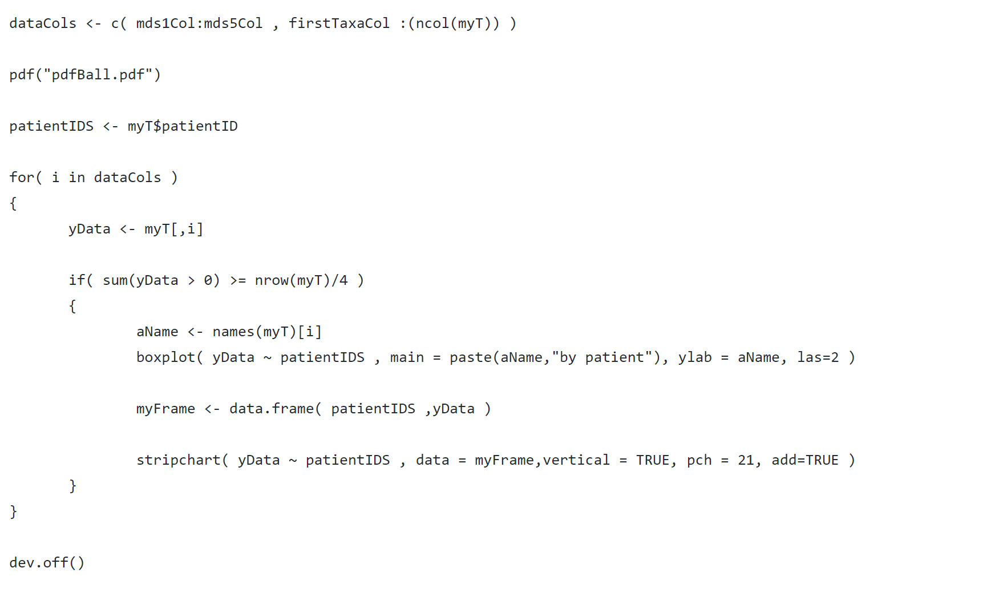 dataCols <- c( mds1Col:mds5Col , firstTaxaCol :(ncol(myT)) )
pdf("pdfBall.pdf")
patientIDS <- myT$patientID
for( i in dataCols )
{
yData <- myT[,i]
if( sum(yData > 0) >= nrow(myT)/4 )
{
aName <- names(myT)[i]
boxplot( yData ~ patientIDS , main = paste(aName,"by patient"), ylab = aName, las=2 )
myFrame <- data.frame( patientIDS ,yData )
stripchart( yData ~ patientIDS , data = myFrame,vertical = TRUE, pch = 21, add=TRUE )
}
}
dev.off()